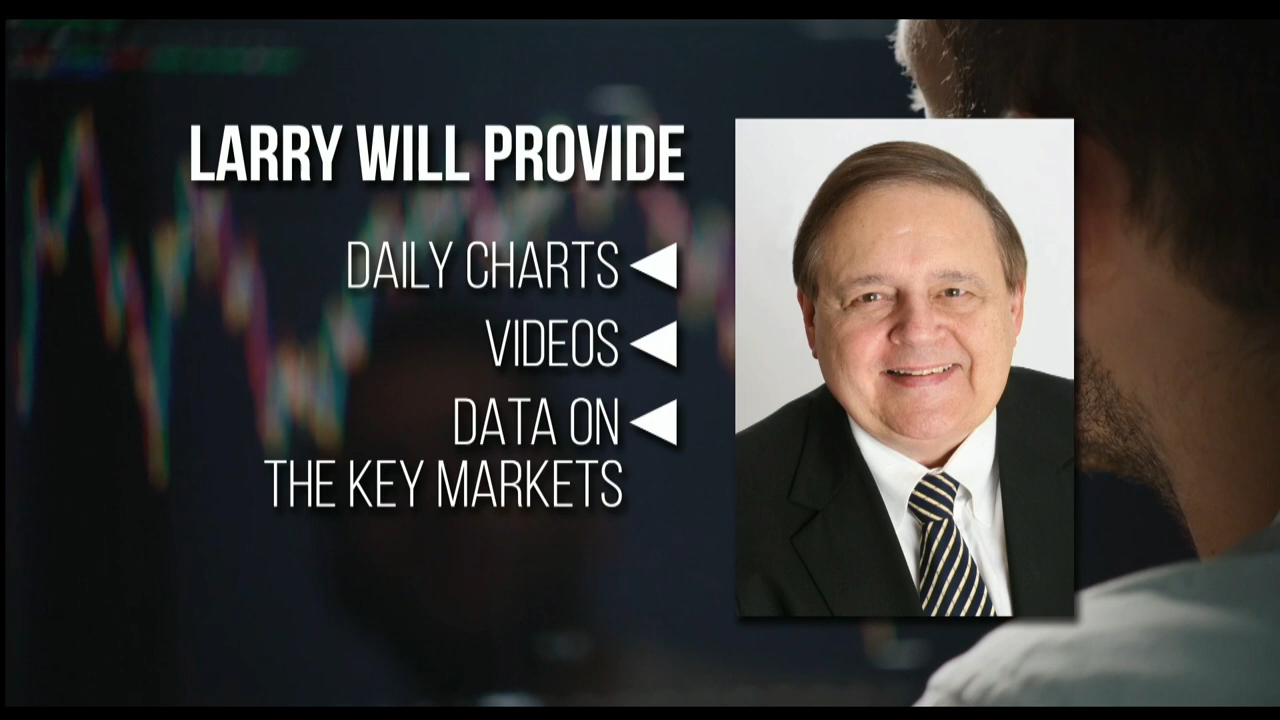 LARRY WILL PROVIDE
DAILY CHARTS
VIDEOS
DATA ON
THE KEY MARKETS